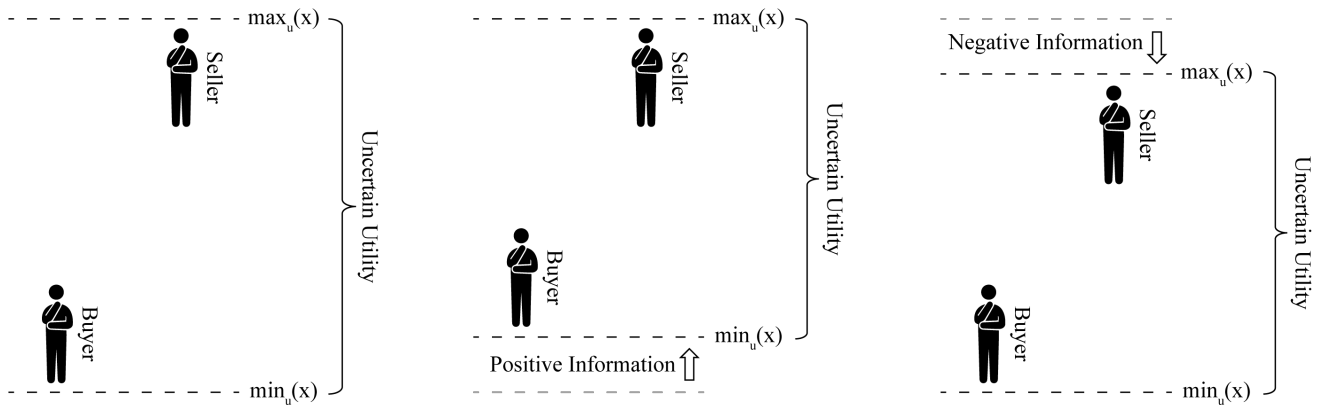 max_u(x)
Seller
Uncertain Utility
Buyer
min_u(x)
max_u(x)
Seller
Uncertain Utility
Buyer
min_u(x)
Positive Information
Negative Information
max_u(x)
Seller
Uncertain Utility
Buyer
min_u(x)